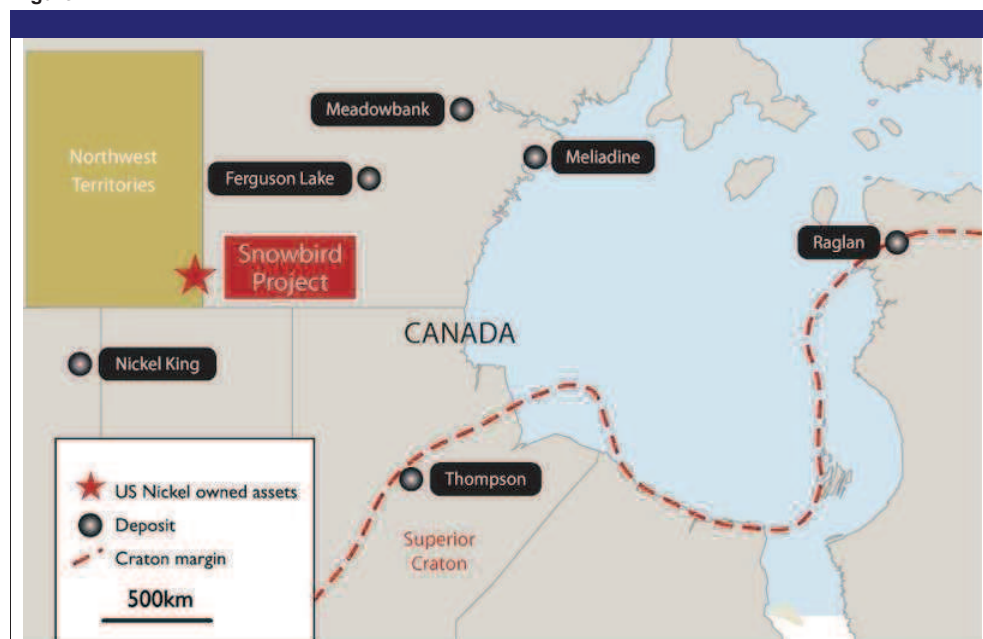 Meadowbank
Meliadine
Northwest
Territories
Ferguson Lake
Raglan
Snowbird
Project
CANADA
Nickel King
Thompson
US Nickel owned assets
Deposit
Craton margin
500km
Superior
Craton